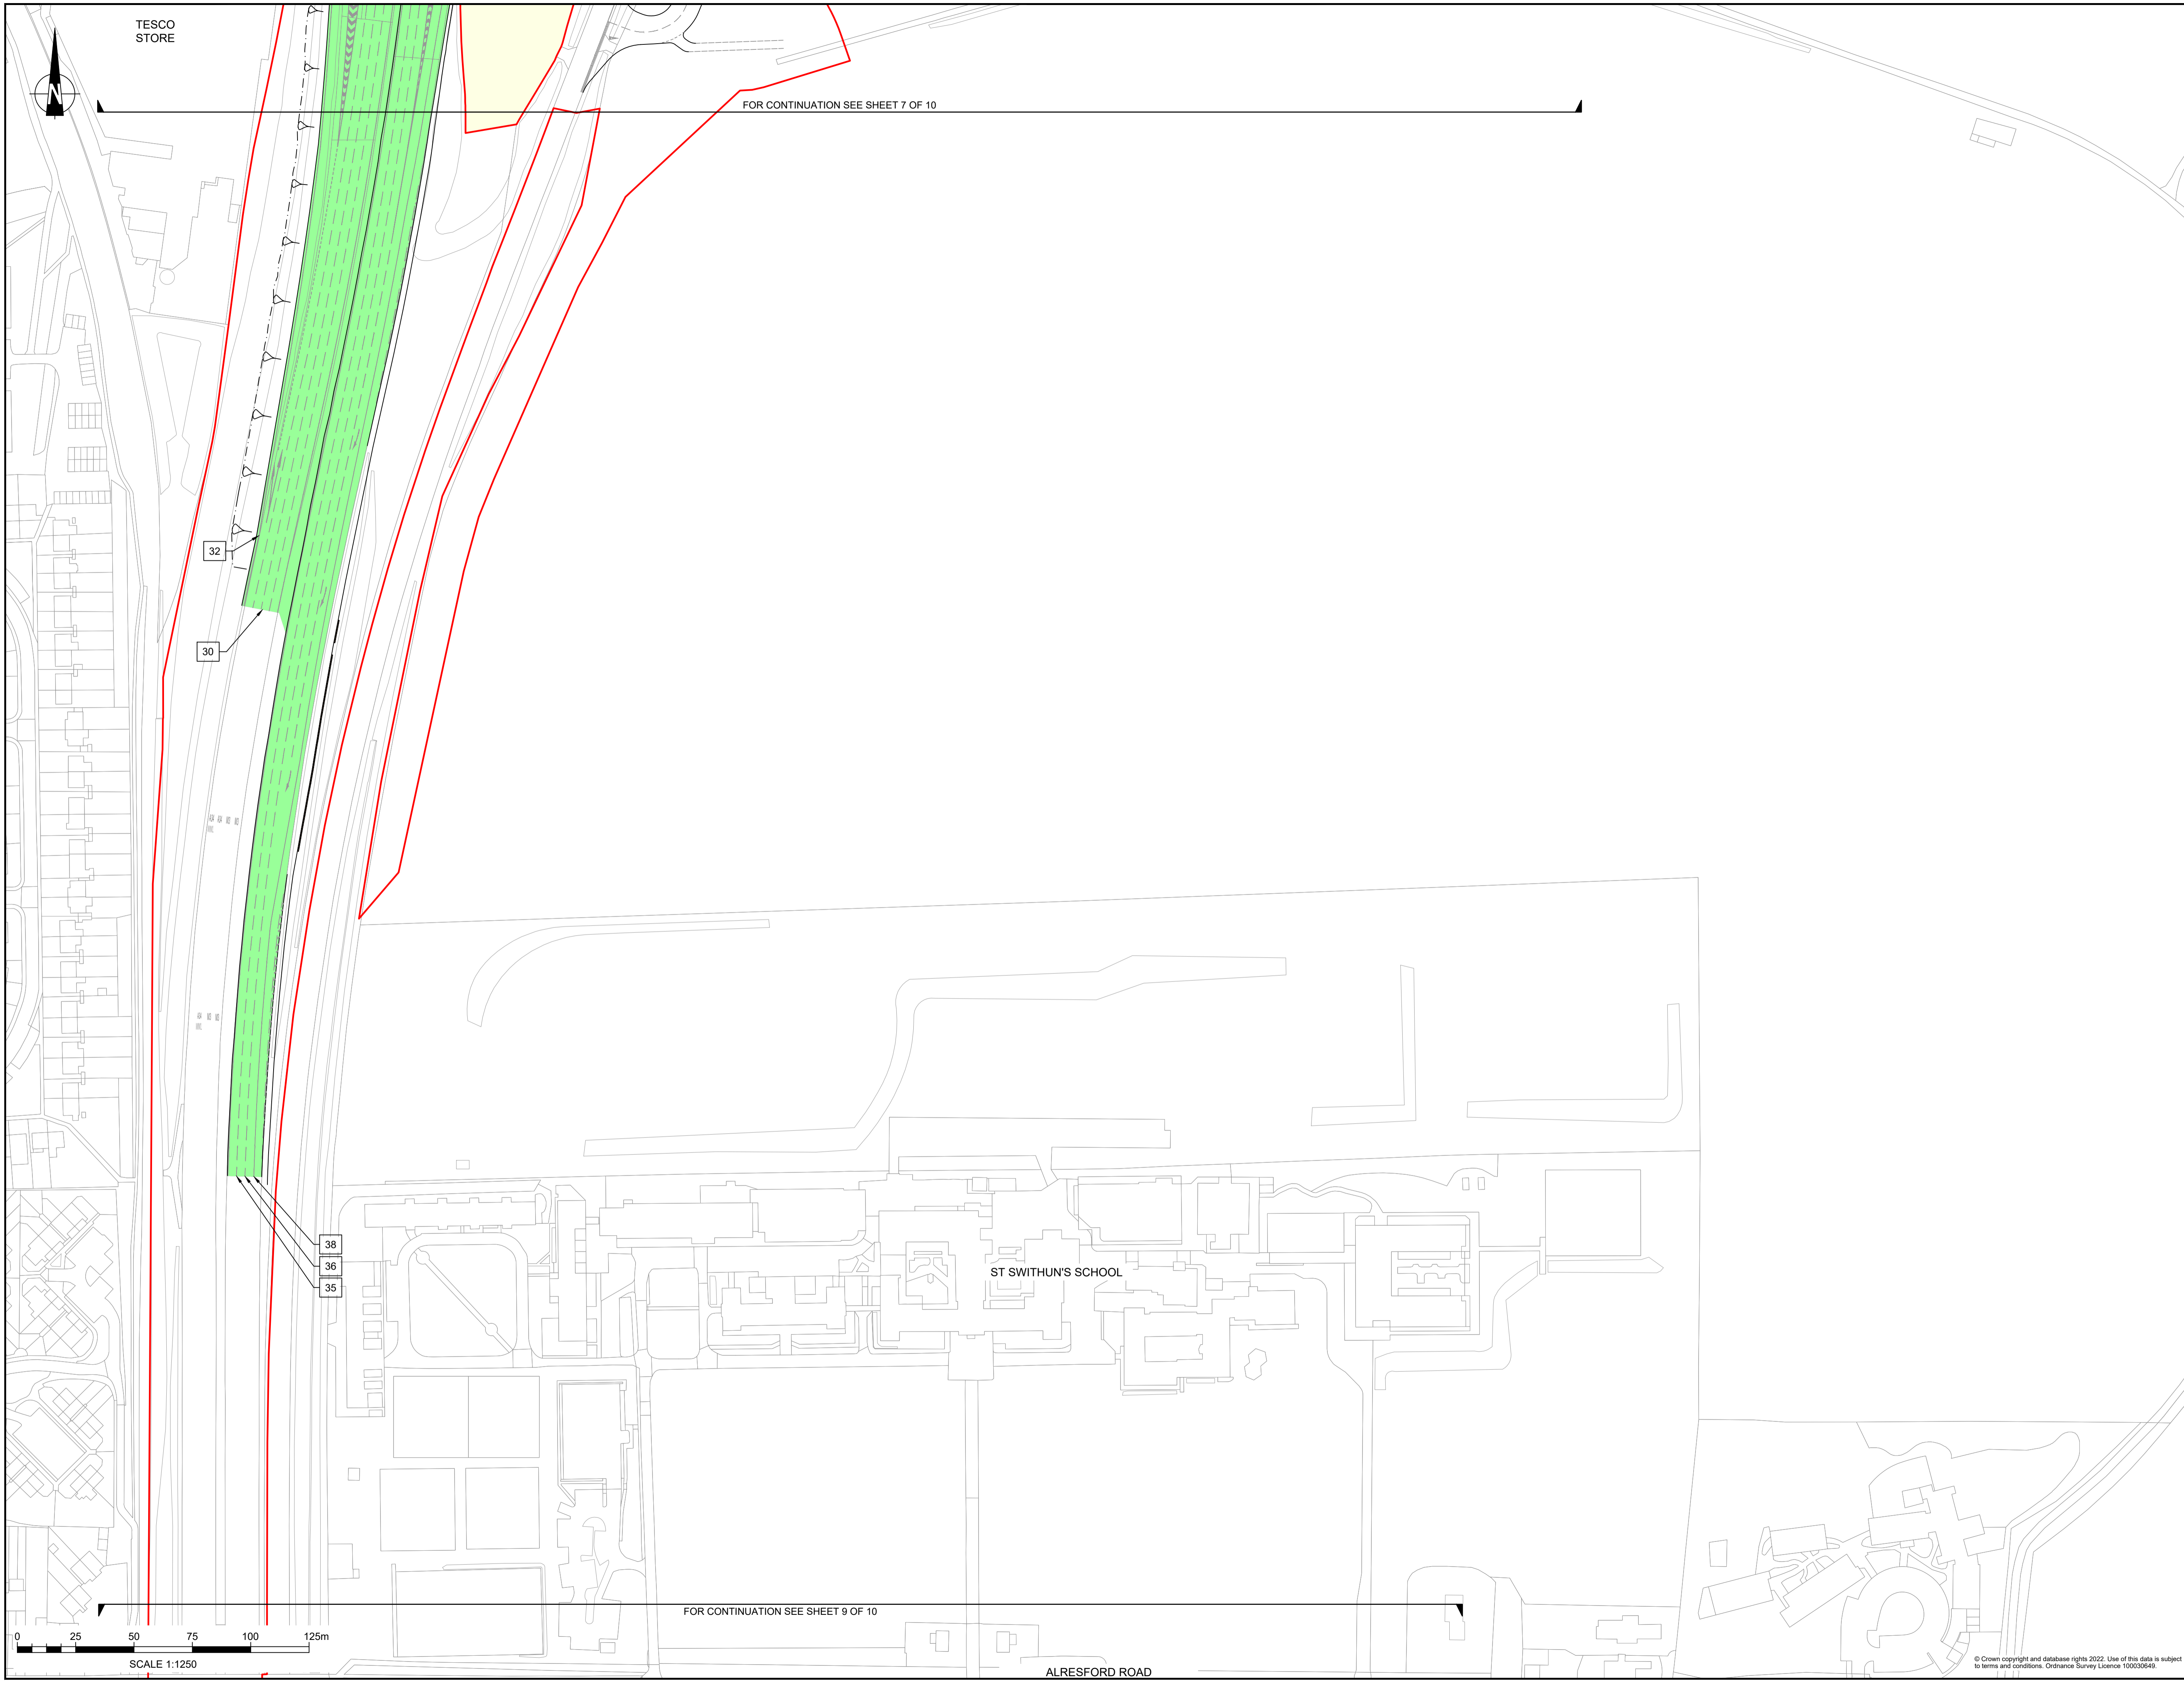 TESCO
STORE
N
FOR CONTINUATION SEE SHEET 7 OF 10
32
30
38
36
35
ST SWITHUN'S SCHOOL
FOR CONTINUATION SEE SHEET 9 OF 10
0 25 50 75 100 125m
SCALE 1:1250
ALRESFORD ROAD
© Crown copyright and database rights 2022. Use of this data is subject
to terms and conditions. Ordnance Survey Licence 100030649.